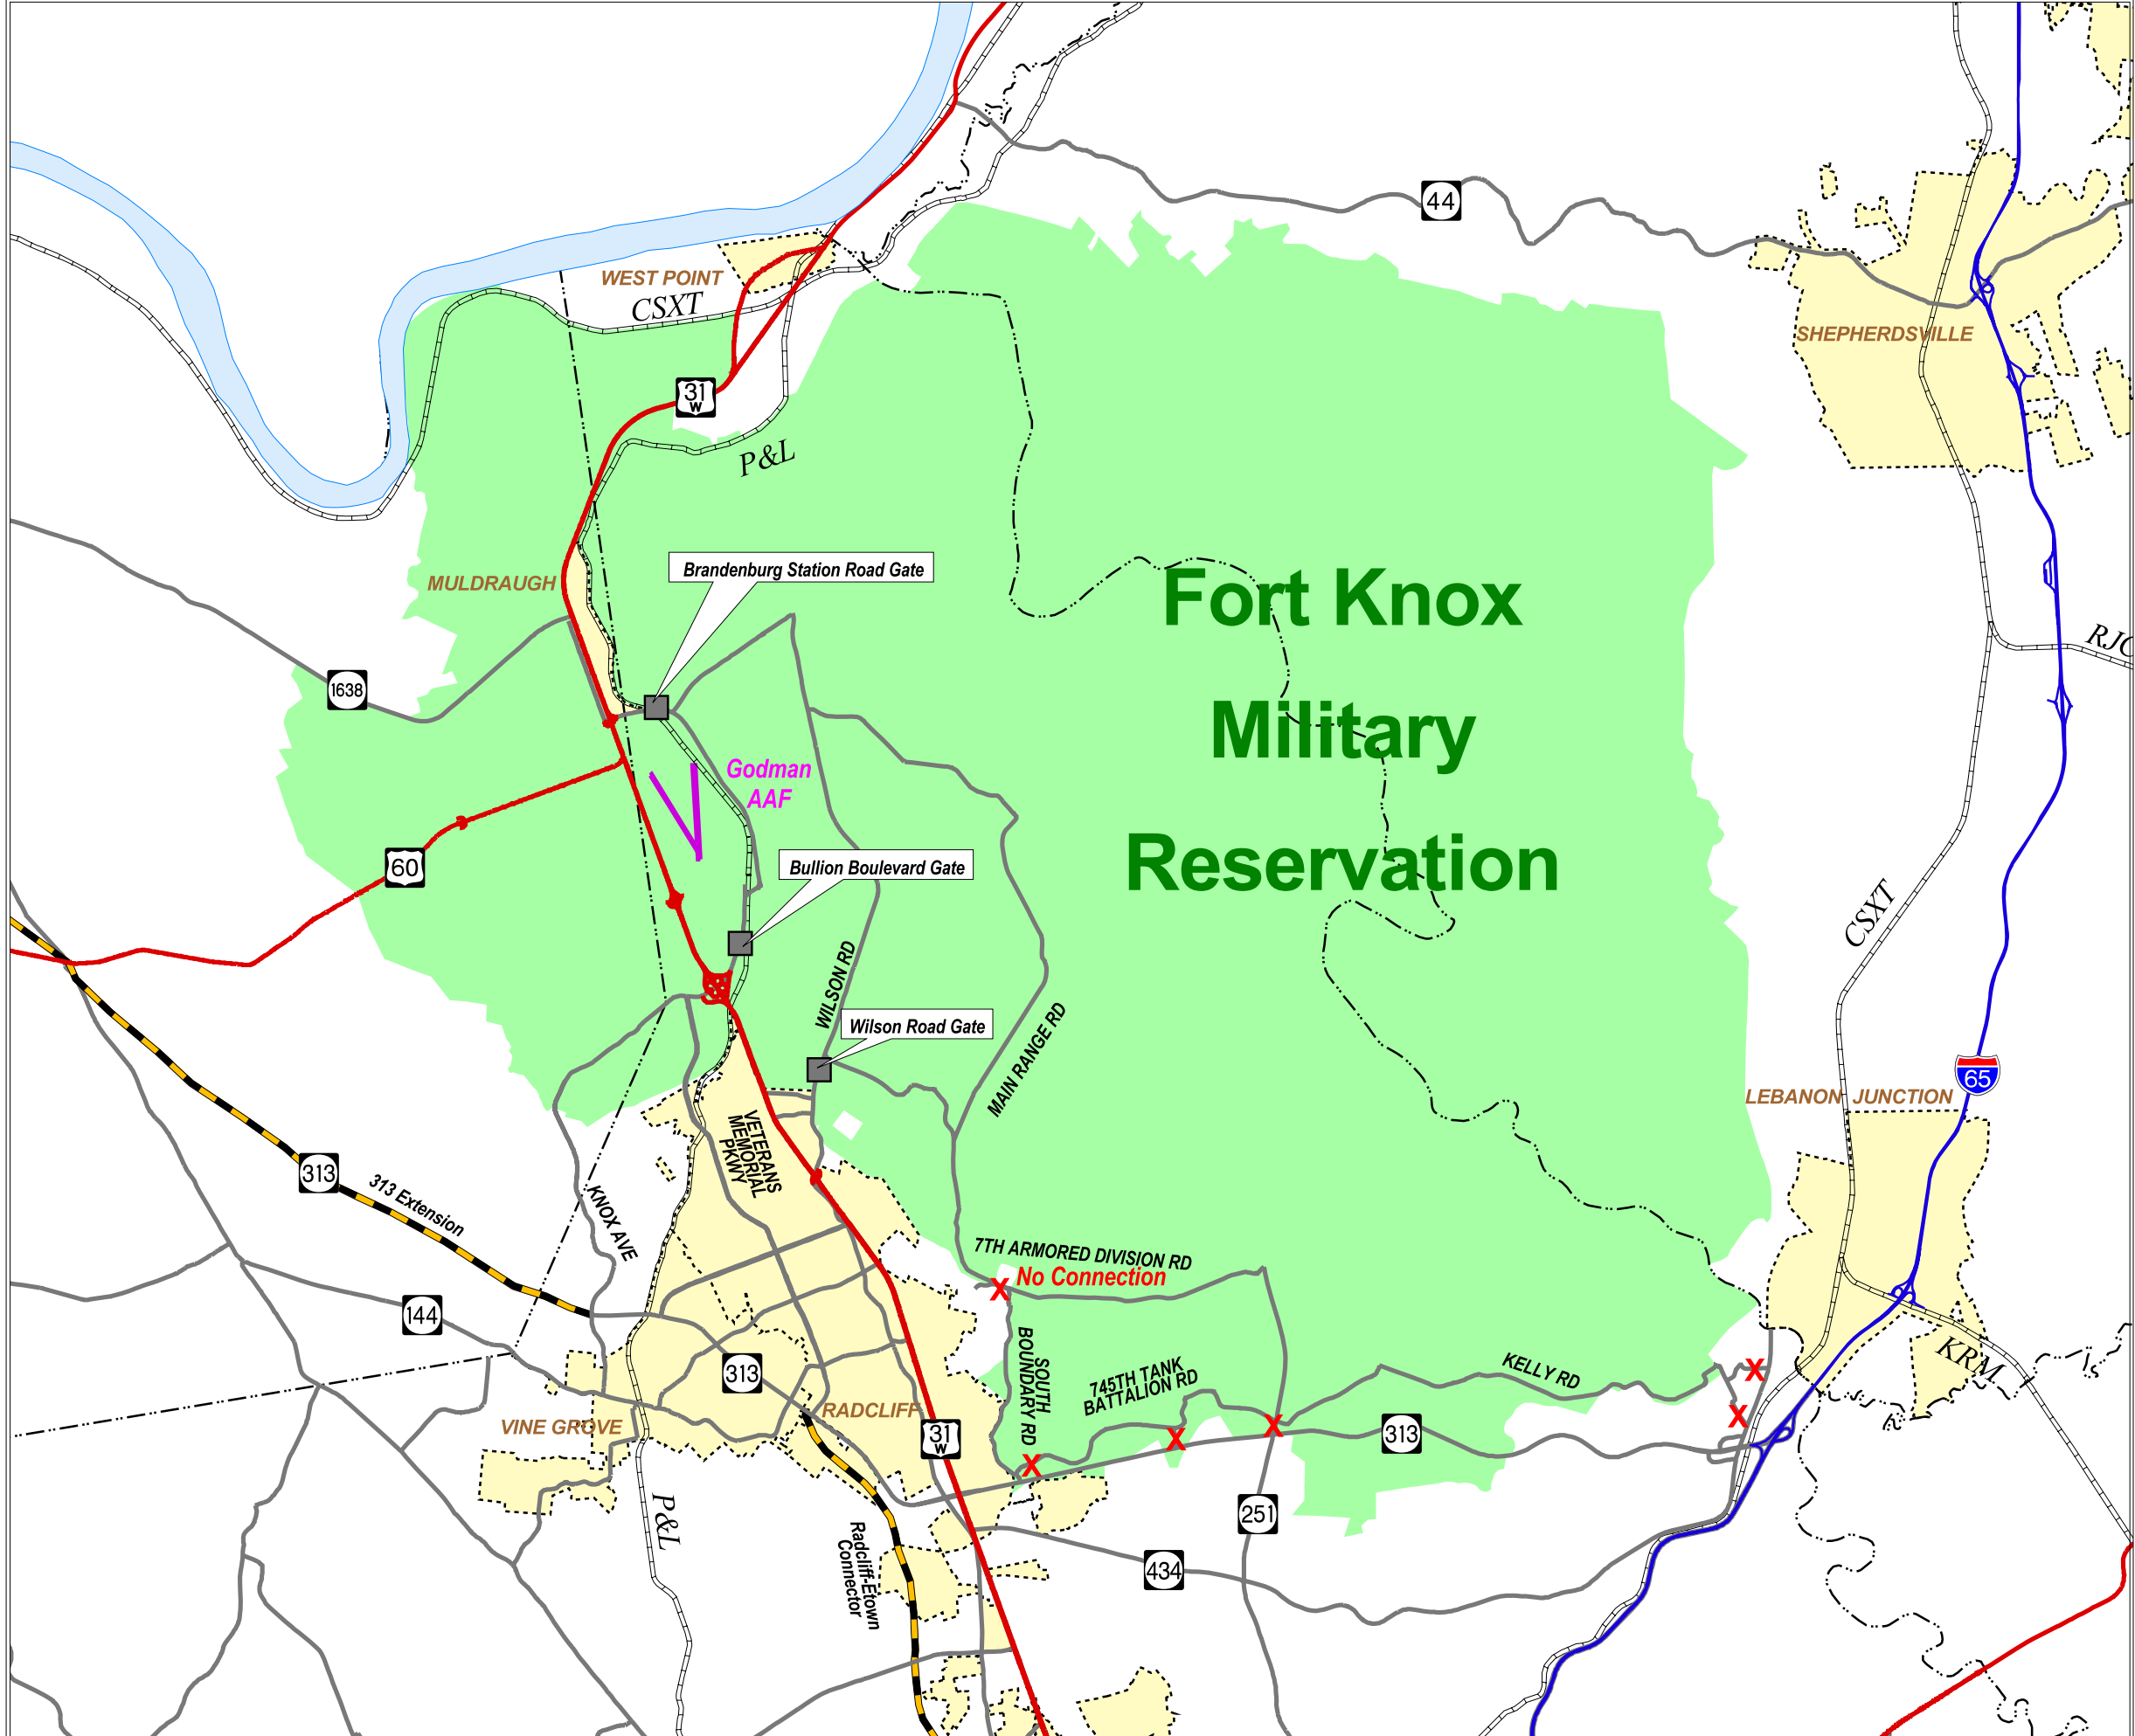 44
WEST POINT
CSXT
SHEPHERDSVILLE
31
W
P&L
Brandenburg Station Road Gate
MULDRAUGH
Fort Knox
Military
Reservation
1638
Godman
AAF
60
Bullion Boulevard Gate
CSXT
WILSON RD
Wilson Road Gate
MAIN RANGE RD
65
LEBANON JUNCTION
VETERANS
MEMORIAL
PKWY
313
313 Extension
KNOX AVE
7TH ARMORED DIVISION RD
X No Connection
144
313
SOUTH
BOUNDARY RD
745TH TANK
BATTALION RD
KELLY RD
X
KRM
VINE GROVE
RADCLIFF
31
W
X
X
X
X
313
P&L
251
Radcliff-Etown
Connector
434